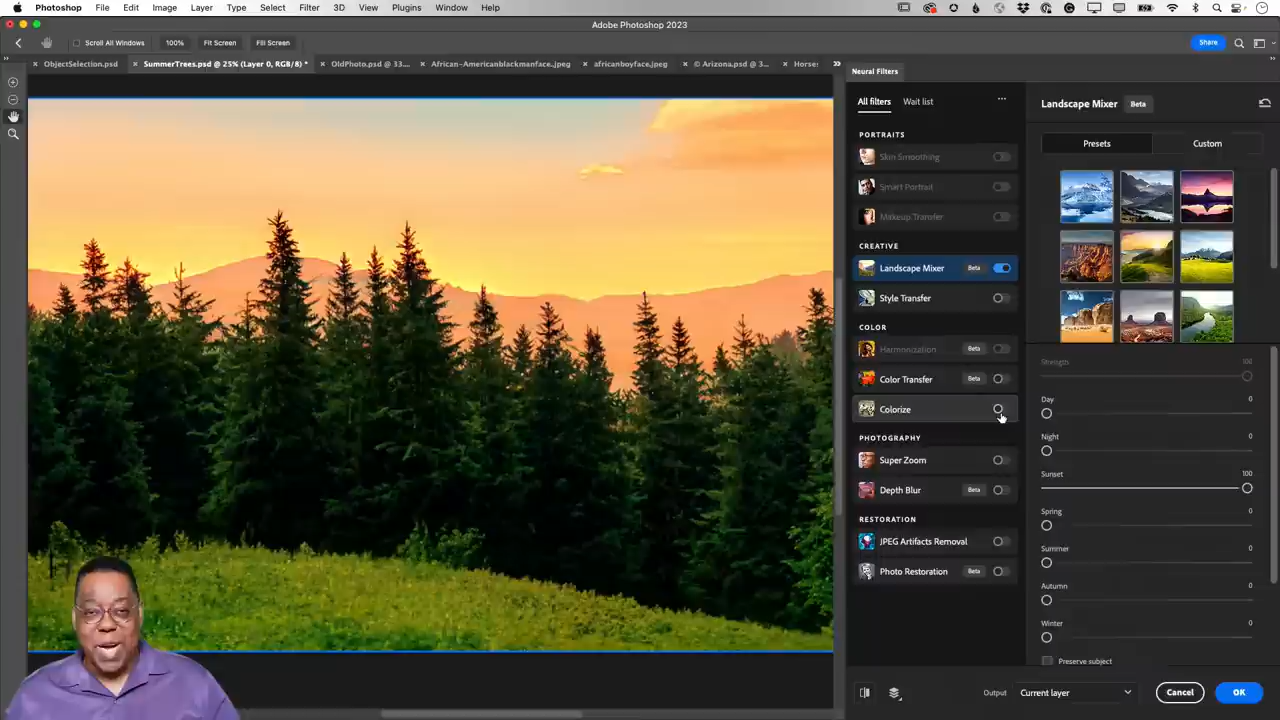 Photoshop File Edit Image Layer Type Select Filter 3D View Plugins Window Help
Adobe Photoshop 2023
Scroll All Windows 100% Fit Screen Fill Screen Share
ObjectSelection.psd × SummerTrees.psd @ 25% (Layer 0, RGB/8) * × OldPhoto.psd @ 33.... × African-Americanblackmanface.jpeg × africanboyface.jpeg × © Arizona.psd @ 3... × Horse:
Neural Filters
All filters Wait list
Landscape Mixer Beta
PORTRAITS
Presets Custom
Skin Smoothing
Smart Portrait
Makeup Transfer
CREATIVE
Landscape Mixer Beta
Style Transfer
COLOR
Harmonization Beta
Color Transfer Beta
Colorize
PHOTOGRAPHY
Super Zoom
Depth Blur Beta
RESTORATION
JPEG Artifacts Removal
Photo Restoration Beta
Strength 100
Day 0
Night 0
Sunset 100
Spring 0
Summer 0
Autumn 0
Winter 0
Preserve subject
Output Current layer Cancel OK